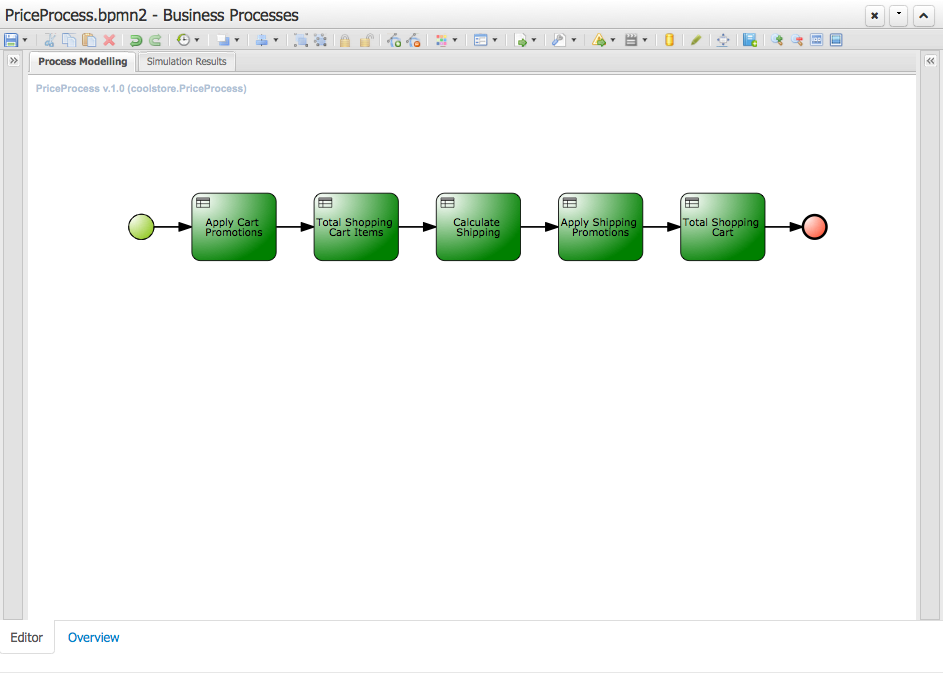 PriceProcess.bpmn2 - Business Processes
Process Modelling
Simulation Results
PriceProcess v.1.0 (coolstore.PriceProcess)
Apply Cart
Promotions
Total Shopping
Cart Items
Calculate
Shipping
Apply Shipping
Promotions
Total Shopping
Cart
Editor
Overview